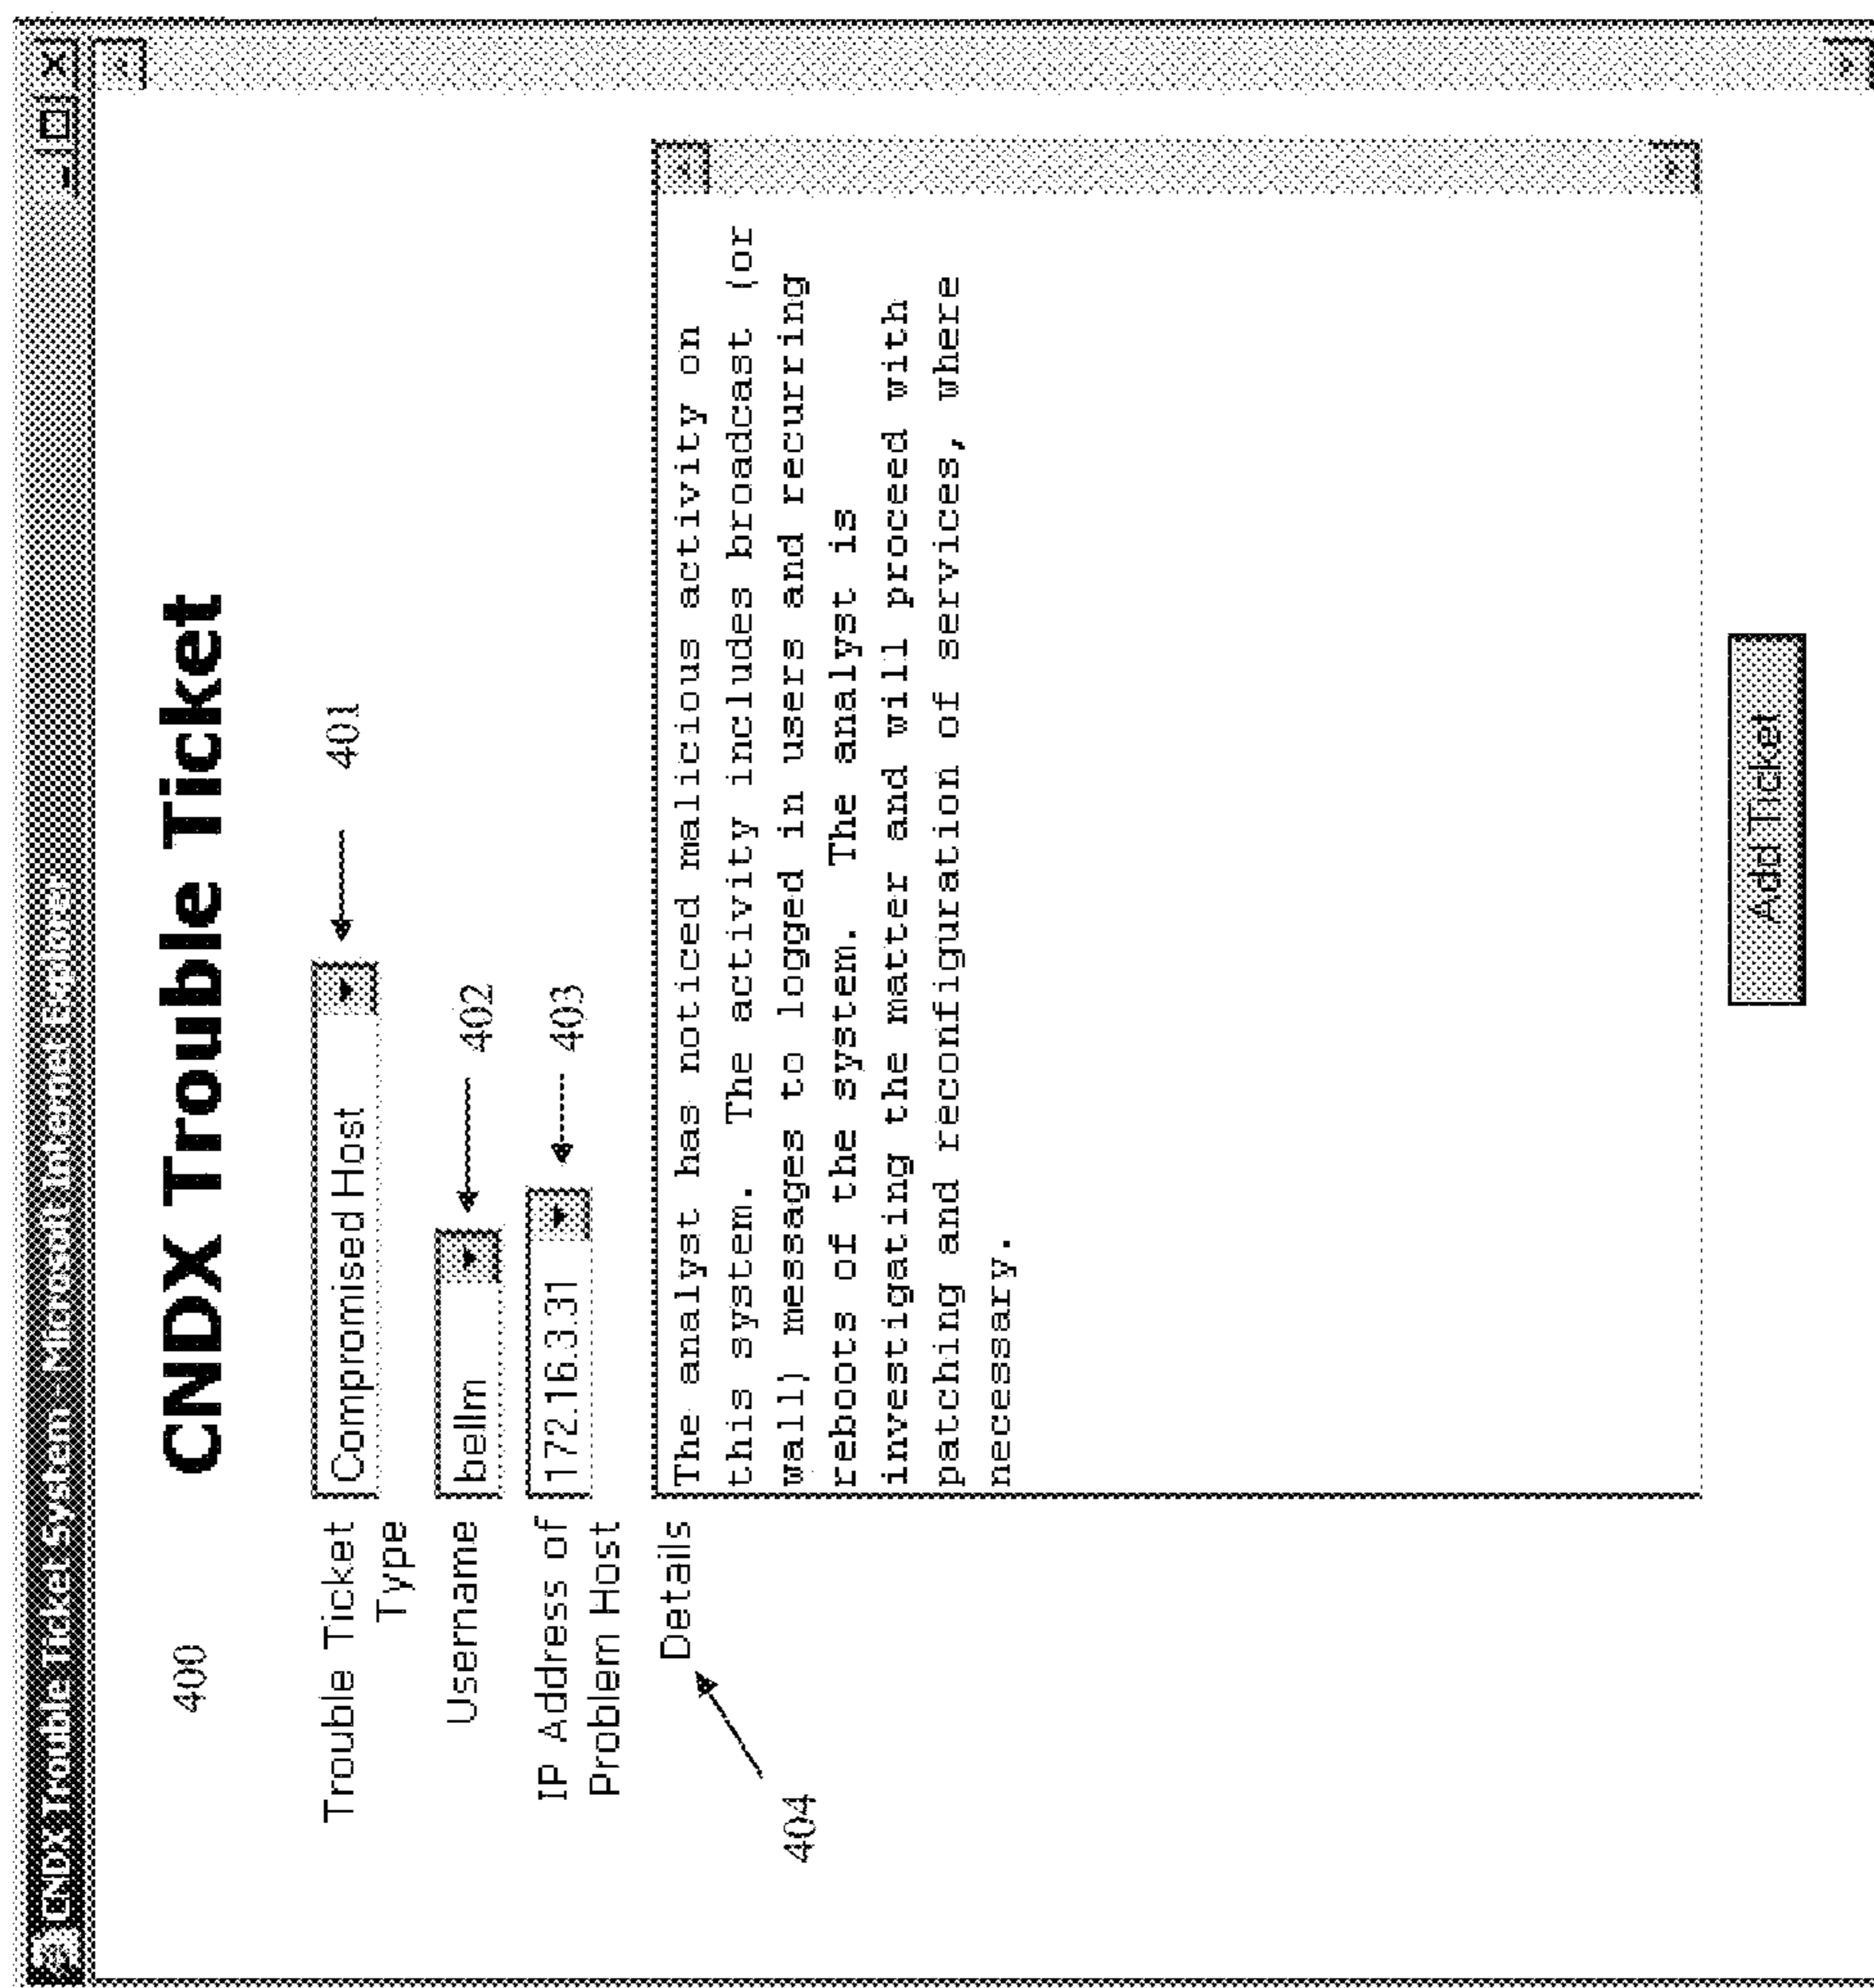 CNDX Trouble Ticket System - Microsoft Internet Explorer
400 CNDX Trouble Ticket
Trouble Ticket Type
Compromised Host
401
Username
bellm
402
IP Address of Problem Host
172.16.3.31
403
Details
404
The analyst has noticed malicious activity on
this system. The activity includes broadcast (or
wall) messages to logged in users and recurring
reboots of the system. The analyst is
investigating the matter and will proceed with
patching and reconfiguration of services, where
necessary.
Add Ticket